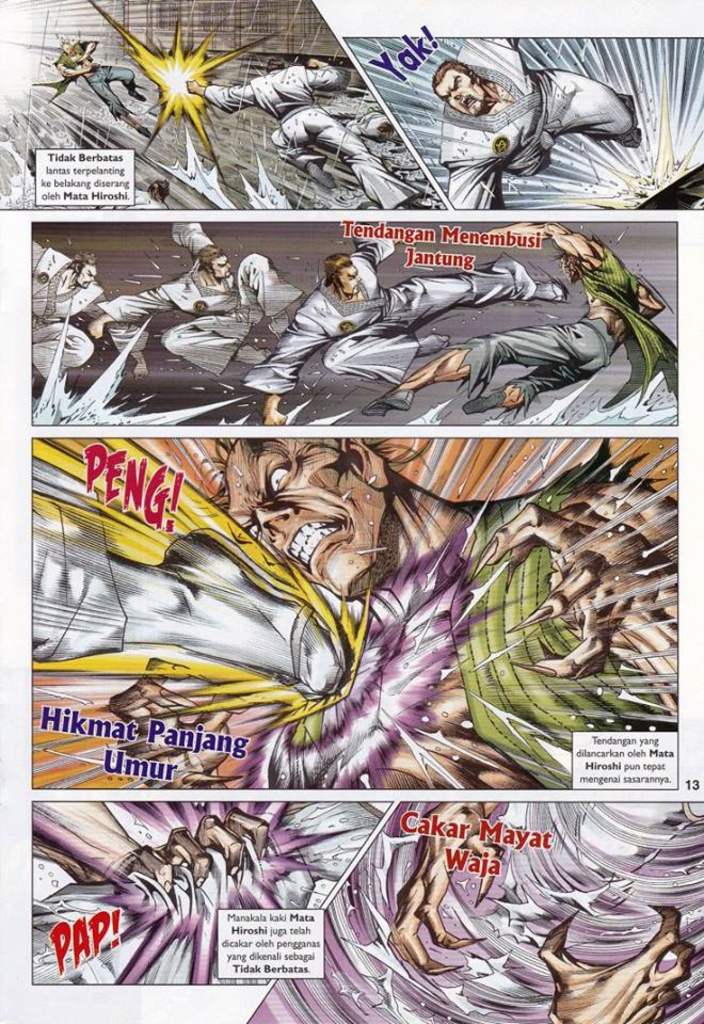 Yak!
Tidak Berbatas
lantas terpelanting
ke belakang diserang
oleh Mata Hiroshi.
Tendangan Menembusi
Jantung
PENG!
Hikmat Panjang
Umur
Tendangan yang
dilancarkan oleh Mata
Hiroshi pun tepat
mengenai sasarannya.
13
PAP!
Manakala kaki Mata
Hiroshi juga telah
dicakar oleh pengganas
yang dikenali sebagai
Tidak Berbatas.
Cakar Mayat
Waja